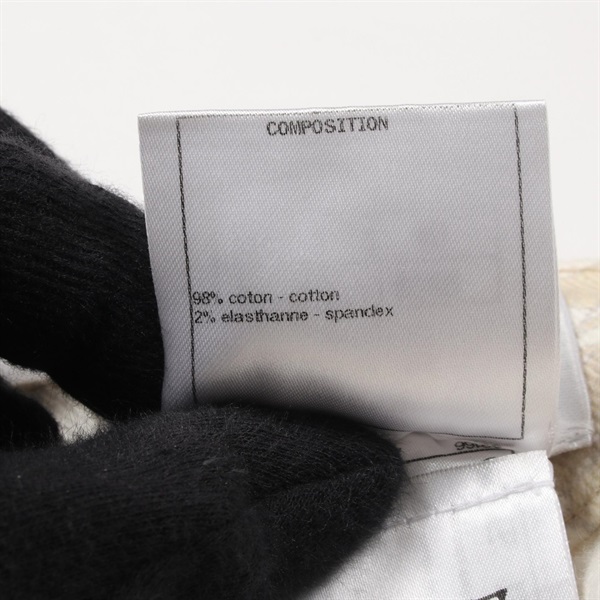 COMPOSITION
98% coton - cotton
2% elasthanne - spandex